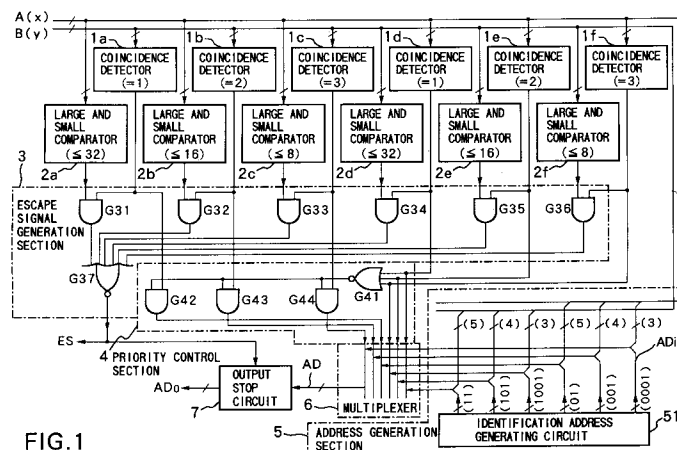 A(x)
B(y)
1a 1b 1c 1d 1e 1f
COINCIDENCE DETECTOR (=1)
COINCIDENCE DETECTOR (=2)
COINCIDENCE DETECTOR (=3)
COINCIDENCE DETECTOR (=1)
COINCIDENCE DETECTOR (=2)
COINCIDENCE DETECTOR (=3)
LARGE AND SMALL COMPARATOR (≦32)
LARGE AND SMALL COMPARATOR (≦16)
LARGE AND SMALL COMPARATOR (≦8)
LARGE AND SMALL COMPARATOR (≦32)
LARGE AND SMALL COMPARATOR (≦16)
LARGE AND SMALL COMPARATOR (≦8)
3
2a 2b 2c 2d 2e 2f
ESCAPE SIGNAL GENERATION SECTION
G31 G32 G33 G34 G35 G36
G37
G41
G42 G43 G44
(5) (4) (3) (5) (4) (3)
ES
4 PRIORITY CONTROL SECTION
ADi
AD
ADo
OUTPUT STOP CIRCUIT
7
6
MULTIPLEXER
(11) (101) (1001) (01) (001) (0001)
5
ADDRESS GENERATION SECTION
IDENTIFICATION ADDRESS GENERATING CIRCUIT
51
FIG.1